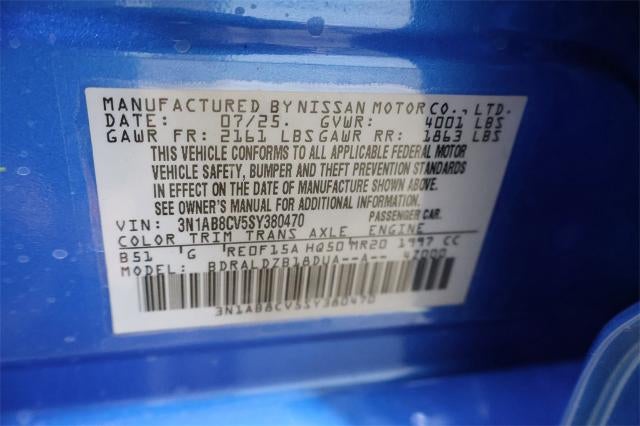 MANUFACTURED BY NISSAN MOTOR CO., LTD.
DATE: 07/25. GVWR: 4001 LBS
GAWR FR: 2161 LBS GAWR RR: 1863 LBS
THIS VEHICLE CONFORMS TO ALL APPLICABLE FEDERAL MOTOR
VEHICLE SAFETY, BUMPER AND THEFT PREVENTION STANDARDS
IN EFFECT ON THE DATE OF MANUFACTURE SHOWN ABOVE.
SEE OWNER'S MANUAL FOR ADDITIONAL INFORMATION.
VIN: 3N1AB8CV5SY380470 PASSENGER CAR.
COLOR TRIM TRANS AXLE ENGINE
B51 G RE0F15A HQ50 MR20 1997 CC
MODEL: BDRALDZB18DUA--A-- 4Z000
3N1AB8CV5SY380470